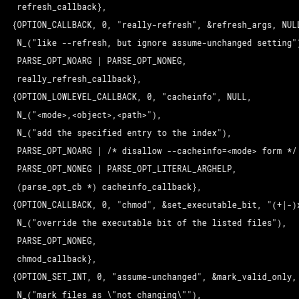 refresh_callback},
{OPTION_CALLBACK, 0, "really-refresh", &refresh_args, NULL
N_("like --refresh, but ignore assume-unchanged setting")
PARSE_OPT_NOARG | PARSE_OPT_NONEG,
really_refresh_callback},
{OPTION_LOWLEVEL_CALLBACK, 0, "cacheinfo", NULL,
N_("<mode>,<object>,<path>"),
N_("add the specified entry to the index"),
PARSE_OPT_NOARG | /* disallow --cacheinfo=<mode> form */
PARSE_OPT_NONEG | PARSE_OPT_LITERAL_ARGHELP,
(parse_opt_cb *) cacheinfo_callback},
{OPTION_CALLBACK, 0, "chmod", &set_executable_bit, "(+|-)x
N_("override the executable bit of the listed files"),
PARSE_OPT_NONEG,
chmod_callback},
{OPTION_SET_INT, 0, "assume-unchanged", &mark_valid_only,
N_("mark files as \"not changing\""),